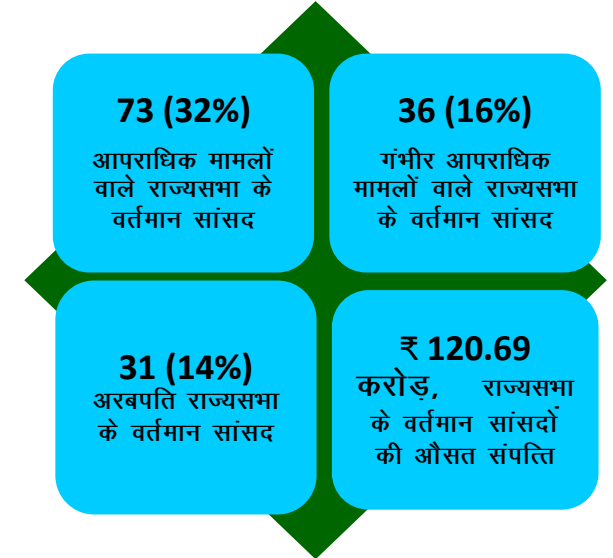 73 (32%)
आपराधिक मामलों
वाले राज्यसभा के
वर्तमान सांसद
36 (16%)
गंभीर आपराधिक
मामलों वाले राज्यसभा
के वर्तमान सांसद
31 (14%)
अरबपति राज्यसभा
के वर्तमान सांसद
₹ 120.69
करोड़, राज्यसभा
के वर्तमान सांसदों
की औसत संपत्ति